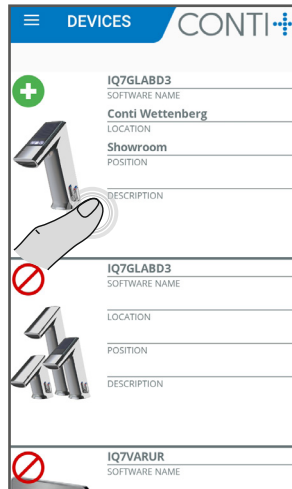 DEVICES
CONTI+
IQ7GLABD3
SOFTWARE NAME
Conti Wettenberg
LOCATION
Showroom
POSITION
DESCRIPTION
IQ7GLABD3
SOFTWARE NAME
LOCATION
POSITION
DESCRIPTION
IQ7VARUR
SOFTWARE NAME